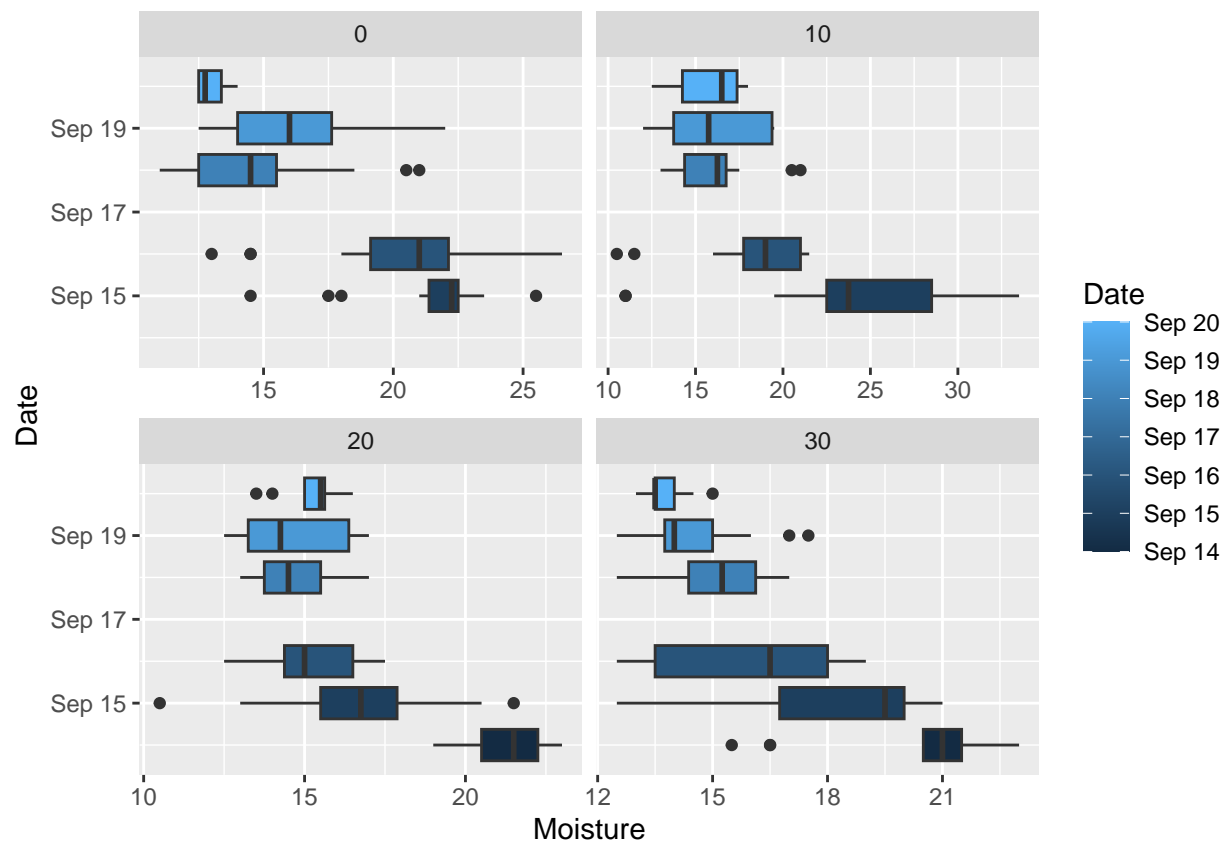 0
10
Sep 19
Sep 17
Sep 15
15 20 25
10 15 20 25 30
20
30
Sep 19
Sep 17
Sep 15
10 15 20
12 15 18 21
Moisture
Date
Date
Sep 20
Sep 19
Sep 18
Sep 17
Sep 16
Sep 15
Sep 14